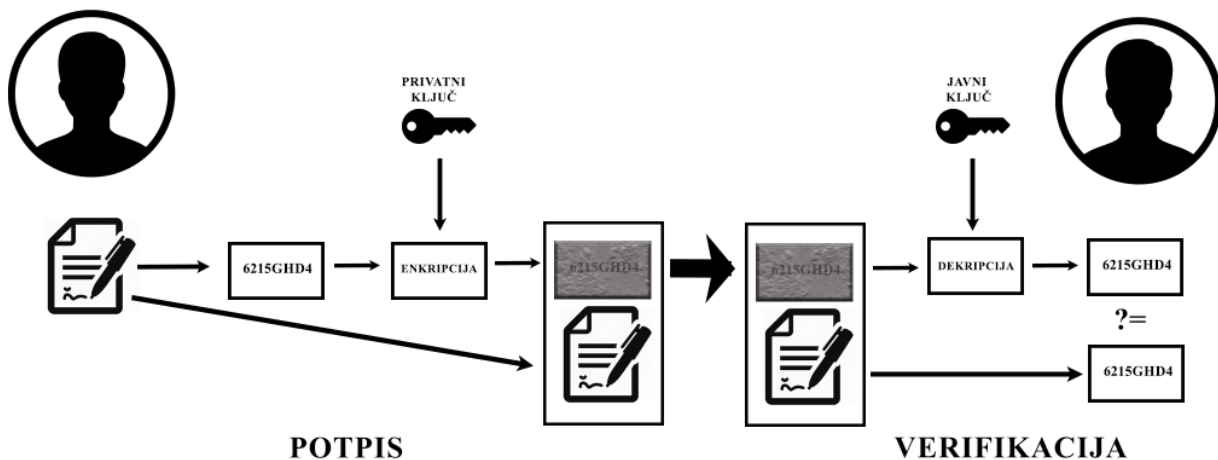 PRIVATNI
KLJUČ
JAVNI
KLJUČ
6215GHD4
ENKRIPCIJA
6215GHD4
6215GHD4
DEKRIPCIJA
6215GHD4
?=
6215GHD4
POTPIS
VERIFIKACIJA